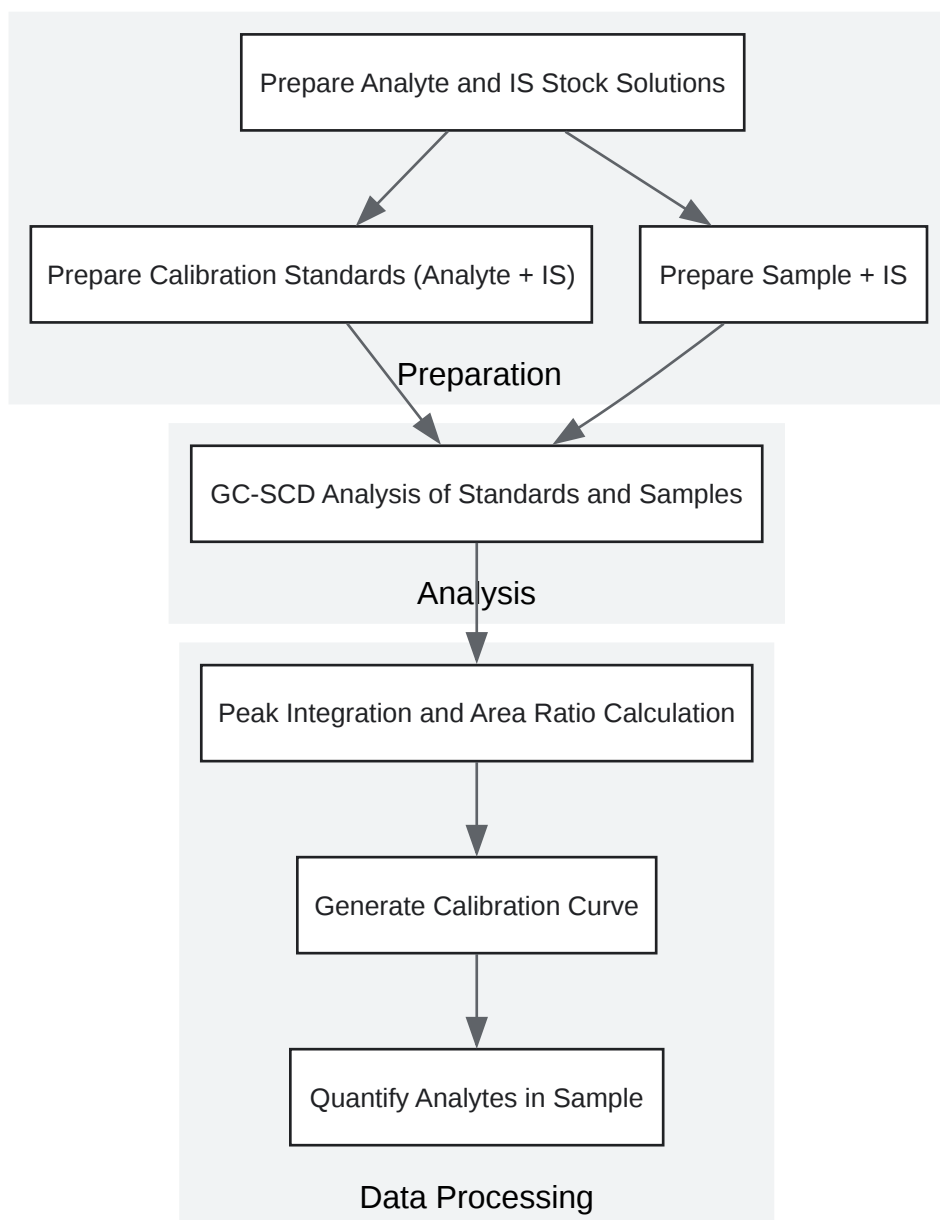 Prepare Analyte and IS Stock Solutions
Prepare Calibration Standards (Analyte + IS)
Prepare Sample + IS
Preparation
GC-SCD Analysis of Standards and Samples
Analysis
Peak Integration and Area Ratio Calculation
Generate Calibration Curve
Quantify Analytes in Sample
Data Processing